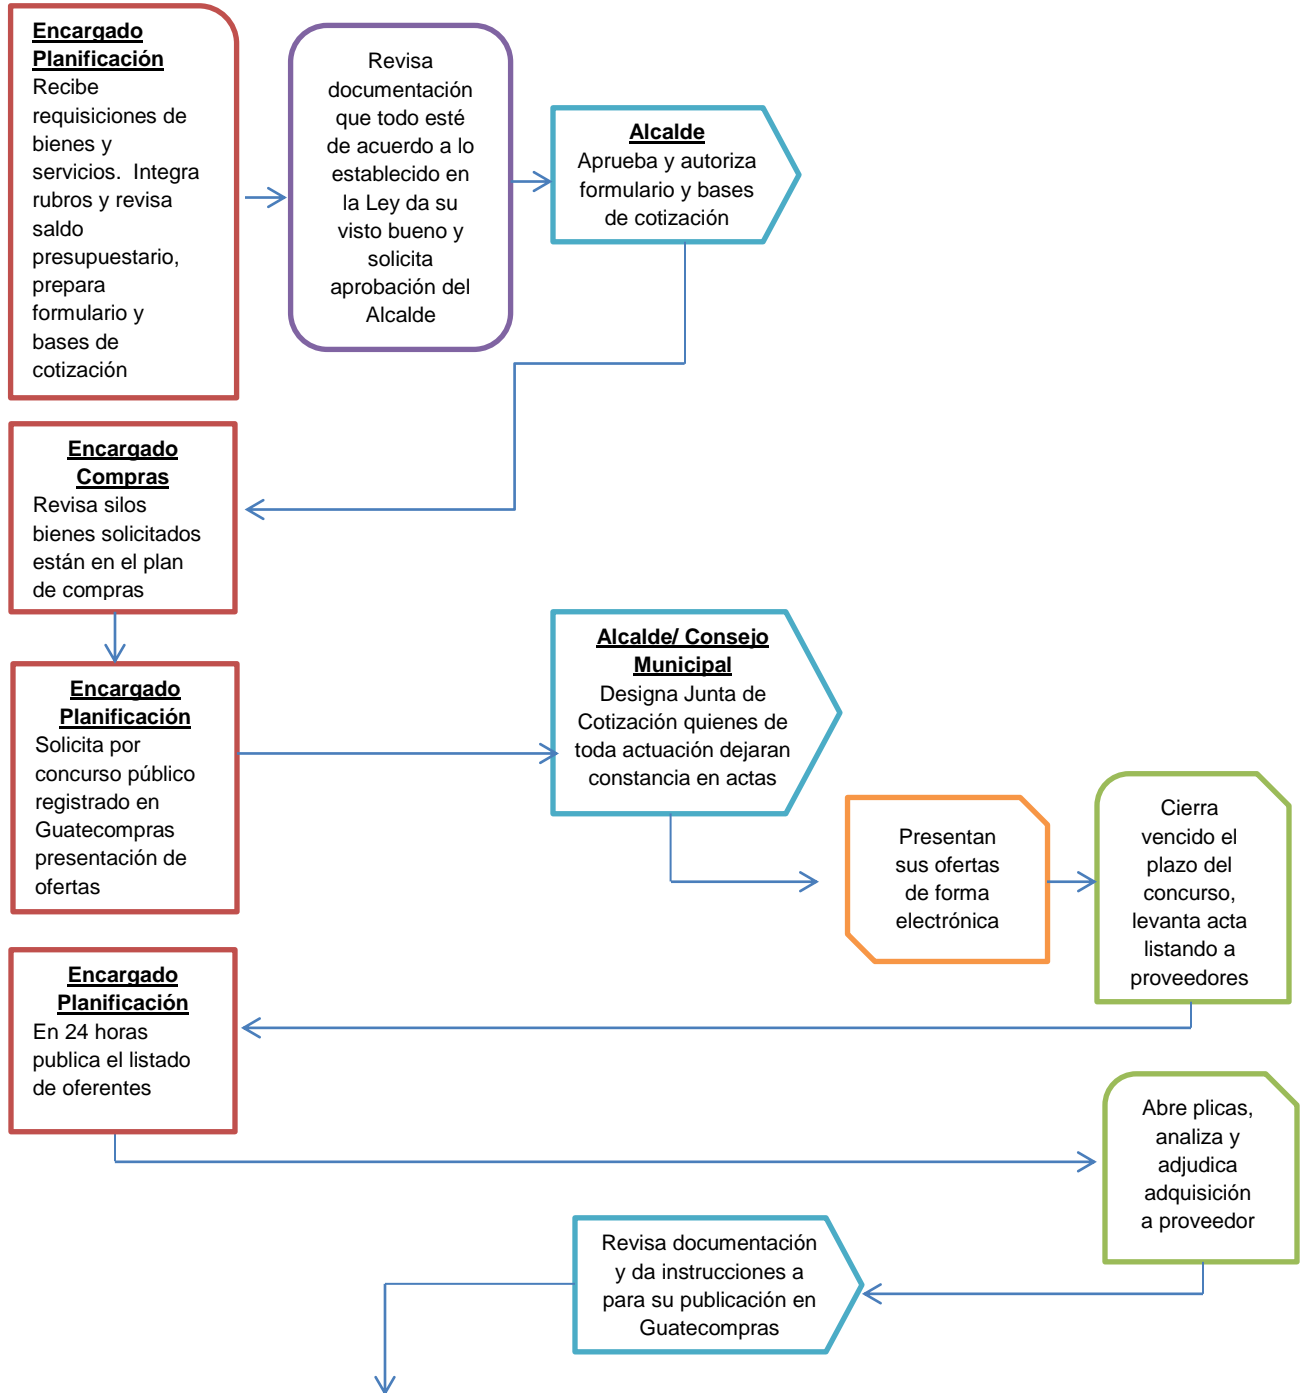 Encargado
Planificación
Recibe
requisiciones de
bienes y
servicios.  Integra
rubros y revisa
saldo
presupuestario,
prepara
formulario y
bases de
cotización
Revisa
documentación
que todo esté
de acuerdo a lo
establecido en
la Ley da su
visto bueno y
solicita
aprobación del
Alcalde
Alcalde
Aprueba y autoriza
formulario y bases
de cotización
Encargado
Compras
Revisa silos
bienes solicitados
están en el plan
de compras
Encargado
Planificación
Solicita por
concurso público
registrado en
Guatecompras
presentación de
ofertas
Alcalde/ Consejo
Municipal
Designa Junta de
Cotización quienes de
toda actuación dejaran
constancia en actas
Presentan
sus ofertas
de forma
electrónica
Cierra
vencido el
plazo del
concurso,
levanta acta
listando a
proveedores
Encargado
Planificación
En 24 horas
publica el listado
de oferentes
Abre plicas,
analiza y
adjudica
adquisición
a proveedor
Revisa documentación
y da instrucciones a
para su publicación en
Guatecompras